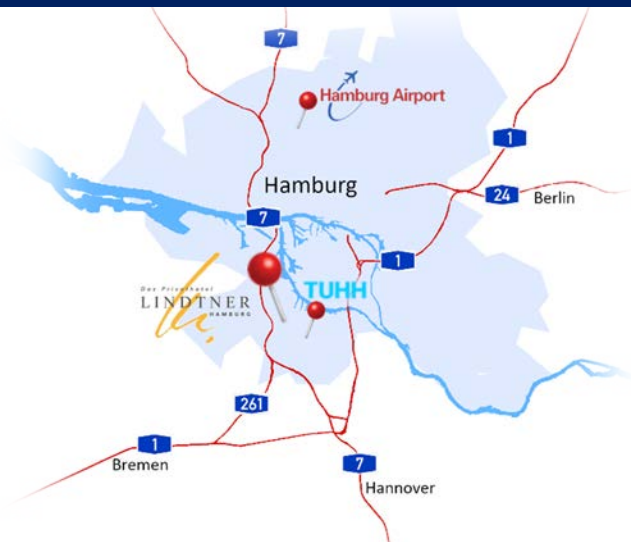 7
Hamburg Airport
1
Hamburg
24
Berlin
7
1
Das Privathotel
LINDTNER
HAMBURG
TUHH
261
1
Bremen
7
Hannover